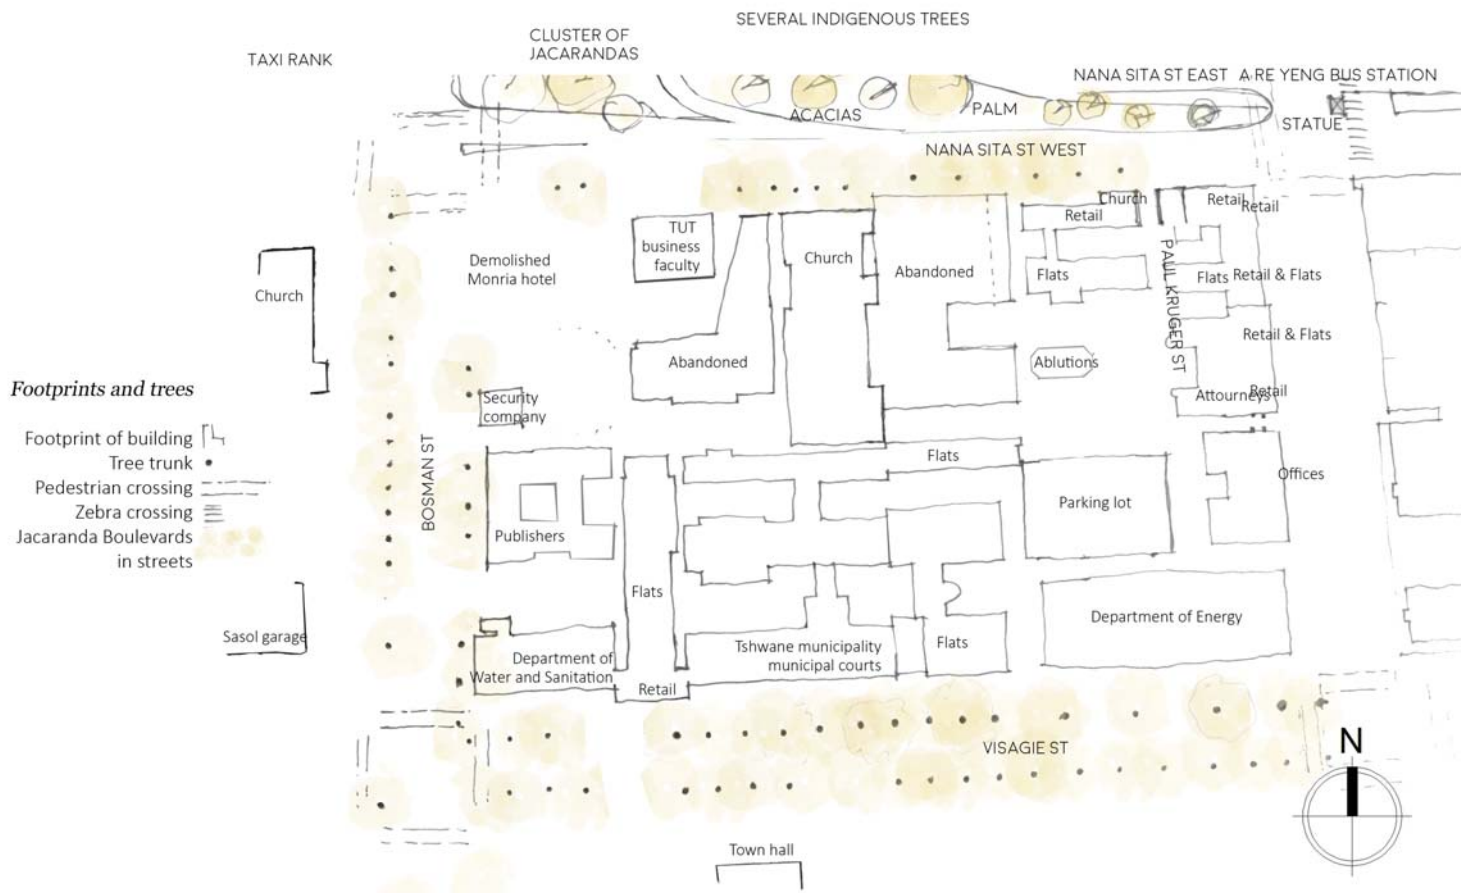 SEVERAL INDIGENOUS TREES
CLUSTER OF
JACARANDAS
TAXI RANK
NANA SITA ST EAST
A RE YENG BUS STATION
ACACIAS
PALM
STATUE
NANA SITA ST WEST
Church
Retail
Retail
Retail
TUT
business
faculty
Demolished
Monria hotel
Church
Abandoned
Flats
PAUL KRUGER ST
Flats
Retail & Flats
Church
Retail & Flats
Abandoned
Ablutions
Footprints and trees
Security
company
Attourneys
Retail
Footprint of building
Tree trunk
Pedestrian crossing
Zebra crossing
Jacaranda Boulevards
in streets
BOSMAN ST
Flats
Offices
Parking lot
Publishers
Flats
Department of Energy
Sasol garage
Department of
Water and Sanitation
Tshwane municipality
municipal courts
Flats
Retail
VISAGIE ST
N
Town hall